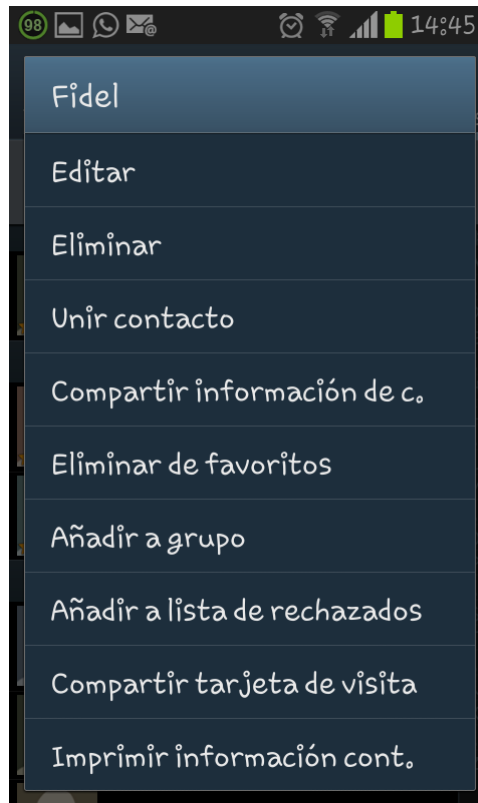 98
@
14:45
Fidel
Editar
Eliminar
Unir contacto
Compartir información de c.
Eliminar de favoritos
Añadir a grupo
Añadir a lista de rechazados
Compartir tarjeta de visita
Imprimir información cont.